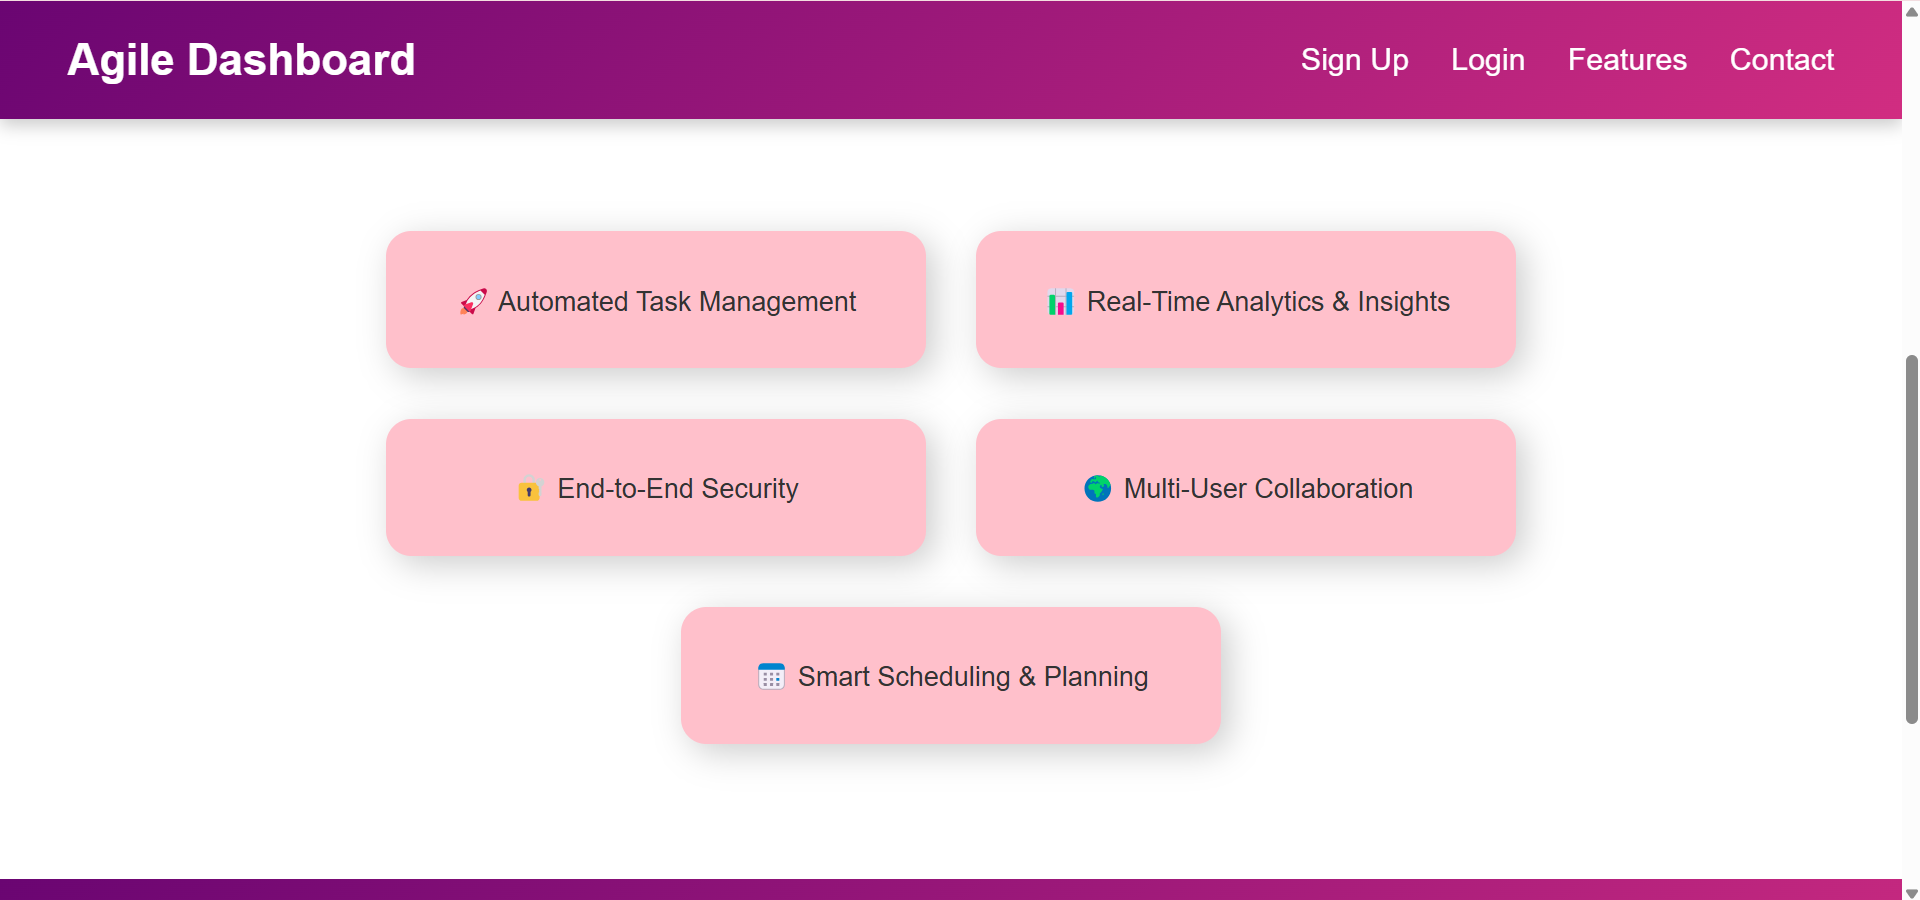 Agile Dashboard
Sign Up Login Features Contact
🚀 Automated Task Management
📊 Real-Time Analytics & Insights
🔒 End-to-End Security
🌍 Multi-User Collaboration
📅 Smart Scheduling & Planning